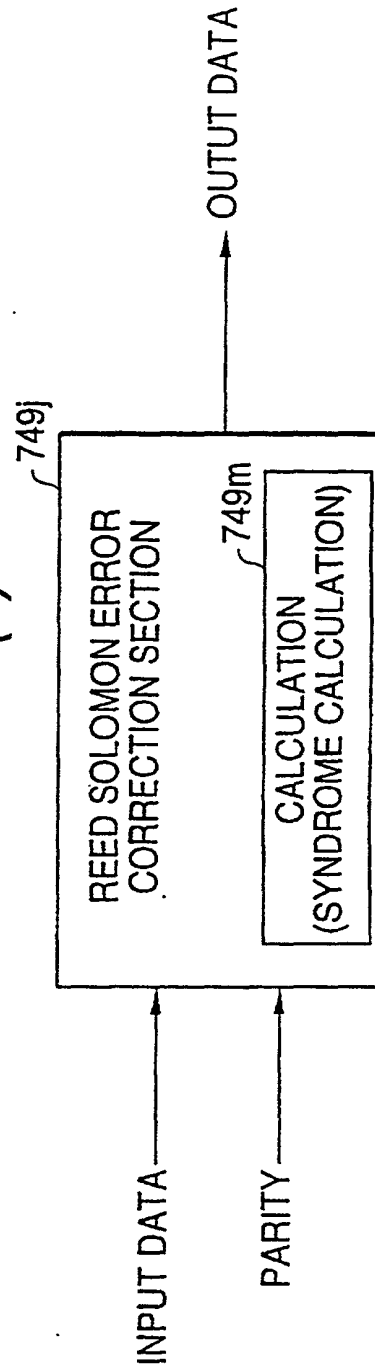 749j
REED SOLOMON ERROR
CORRECTION SECTION
749m
CALCULATION
(SYNDROME CALCULATION)
INPUT DATA
PARITY
OUTUT DATA